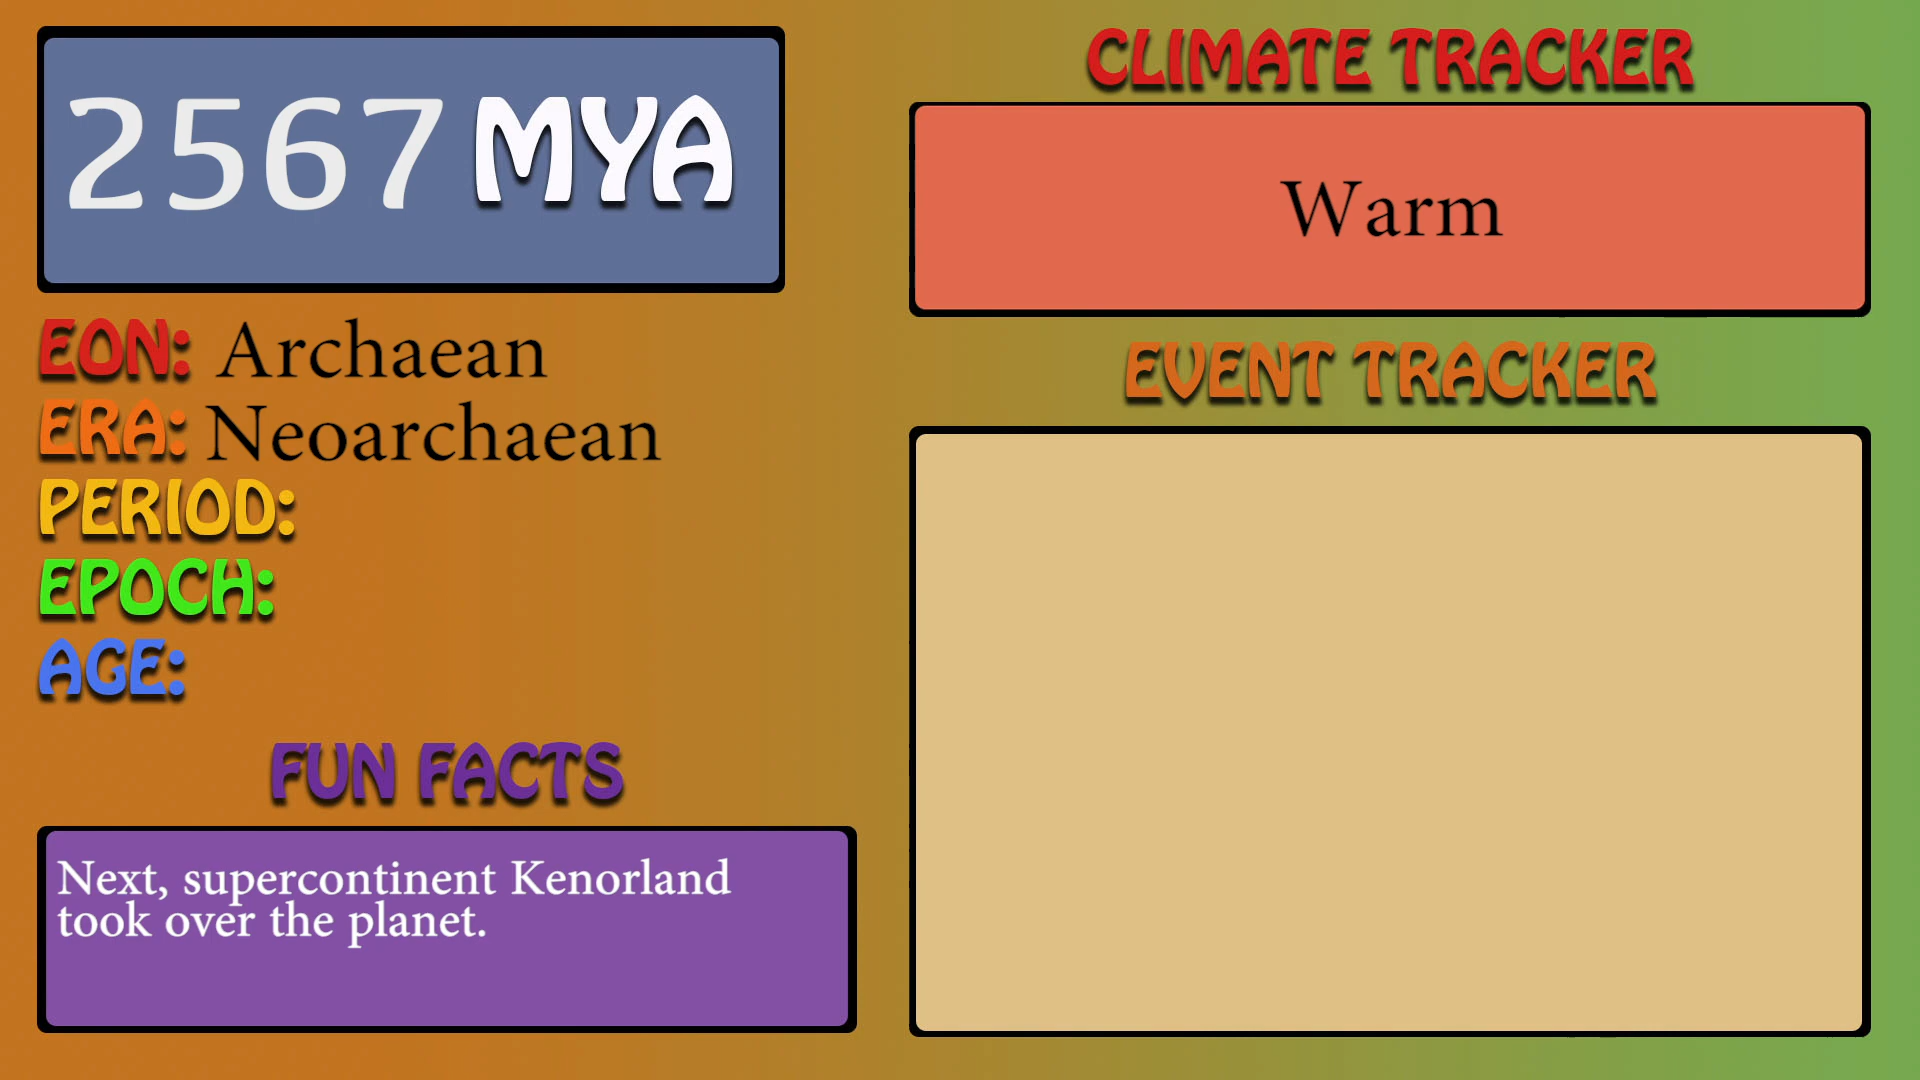 2567 MYA
EON: Archaean
ERA: Neoarchaean
PERIOD:
EPOCH:
AGE:
FUN FACTS
Next, supercontinent Kenorland
took over the planet.
CLIMATE TRACKER
Warm
EVENT TRACKER